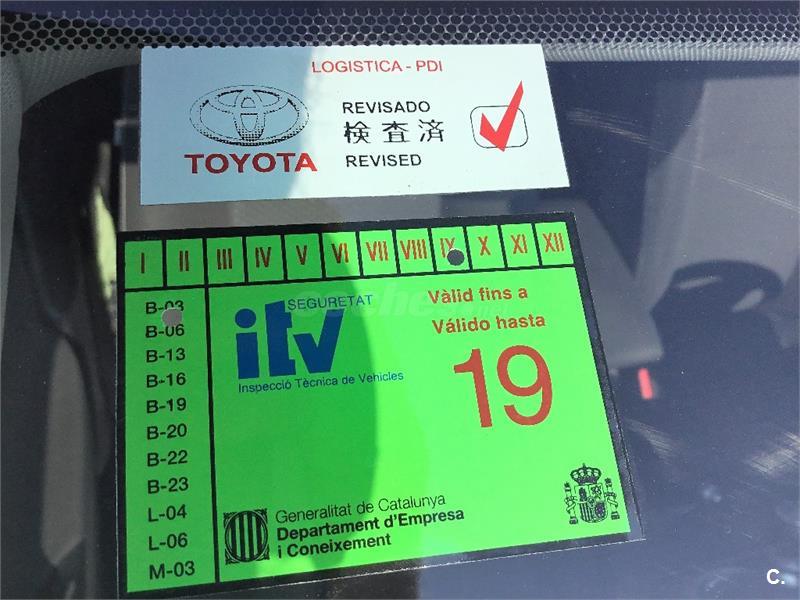 LOGISTICA - PDI
REVISADO
検査済
REVISED
TOYOTA
I II III IV V VI VII VIII IX X XI XII
B-03
B-06
B-13
B-16
B-19
B-20
B-22
B-23
L-04
L-06
M-03
SEGURETAT
itv
Inspecció Tècnica de Vehicles
Vàlid fins a
Válido hasta
19
Generalitat de Catalunya
Departament d'Empresa
i Coneixement
C.